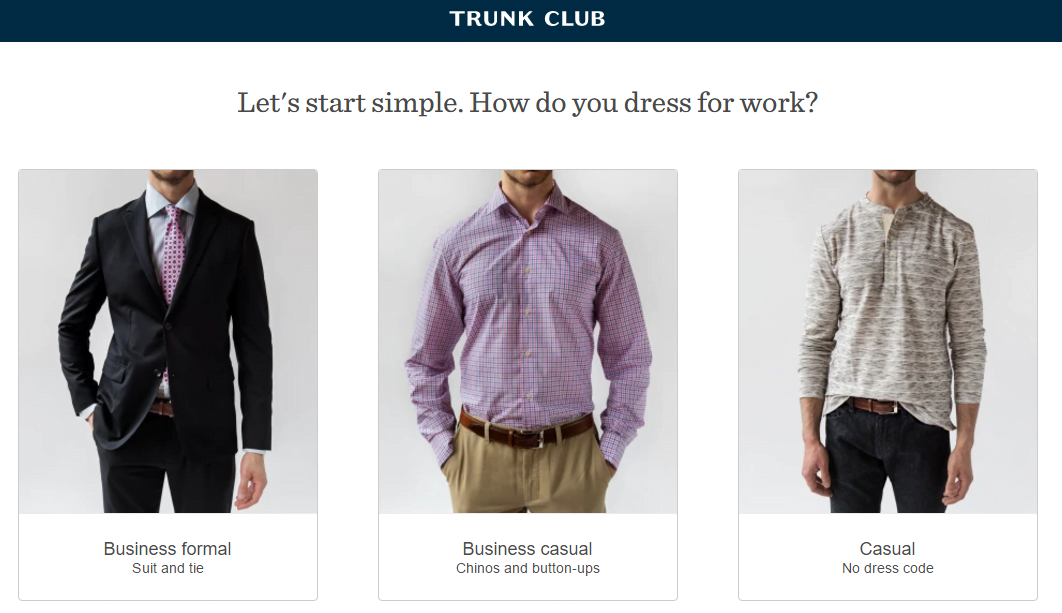 TRUNK CLUB
Let's start simple. How do you dress for work?
Business formal
Suit and tie
Business casual
Chinos and button-ups
Casual
No dress code